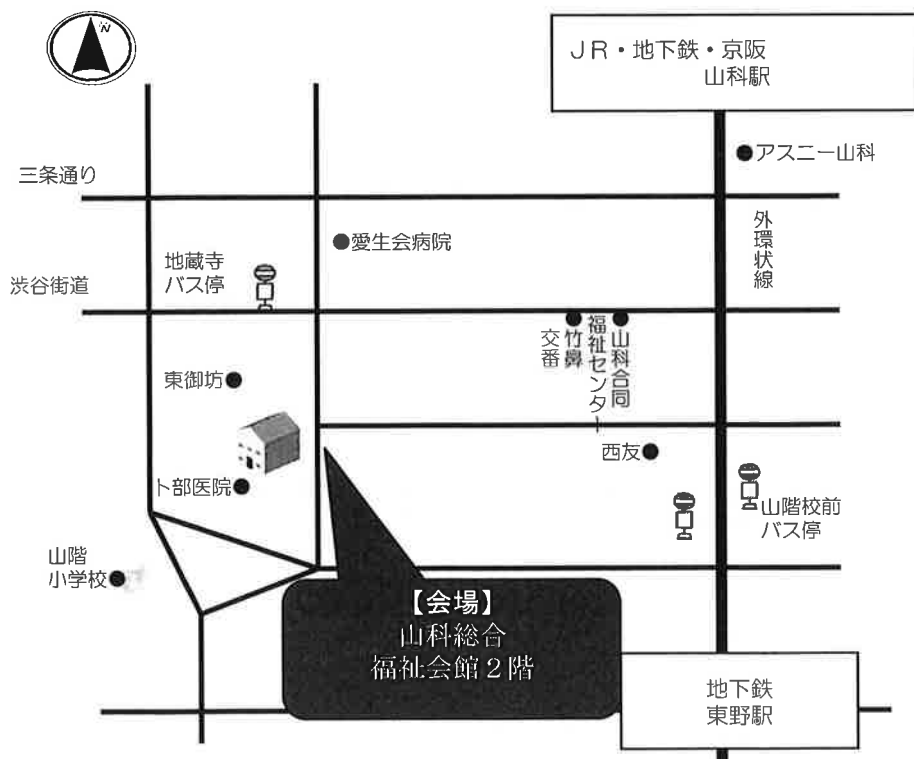 N
JR・地下鉄・京阪
山科駅
アスニー山科
三条通り
外環状線
愛生会病院
地蔵寺
バス停
渋谷街道
交番
竹鼻
福祉センター
山科合同
東御坊
西友
卜部医院
山階校前
バス停
山階
小学校
【会場】
山科総合
福祉会館2階
地下鉄
東野駅